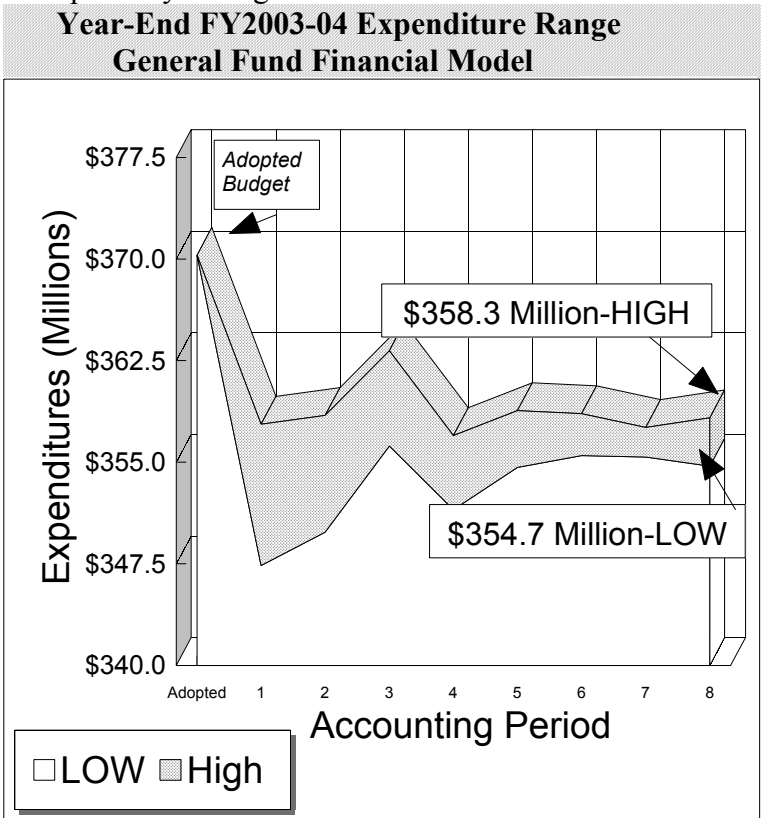 Year-End FY2003-04 Expenditure Range
General Fund Financial Model
$377.5
$370.0
$362.5
$355.0
$347.5
$340.0
Expenditures (Millions)
Adopted
Budget
$358.3 Million-HIGH
$354.7 Million-LOW
Adopted 1 2 3 4 5 6 7 8
Accounting Period
LOW High